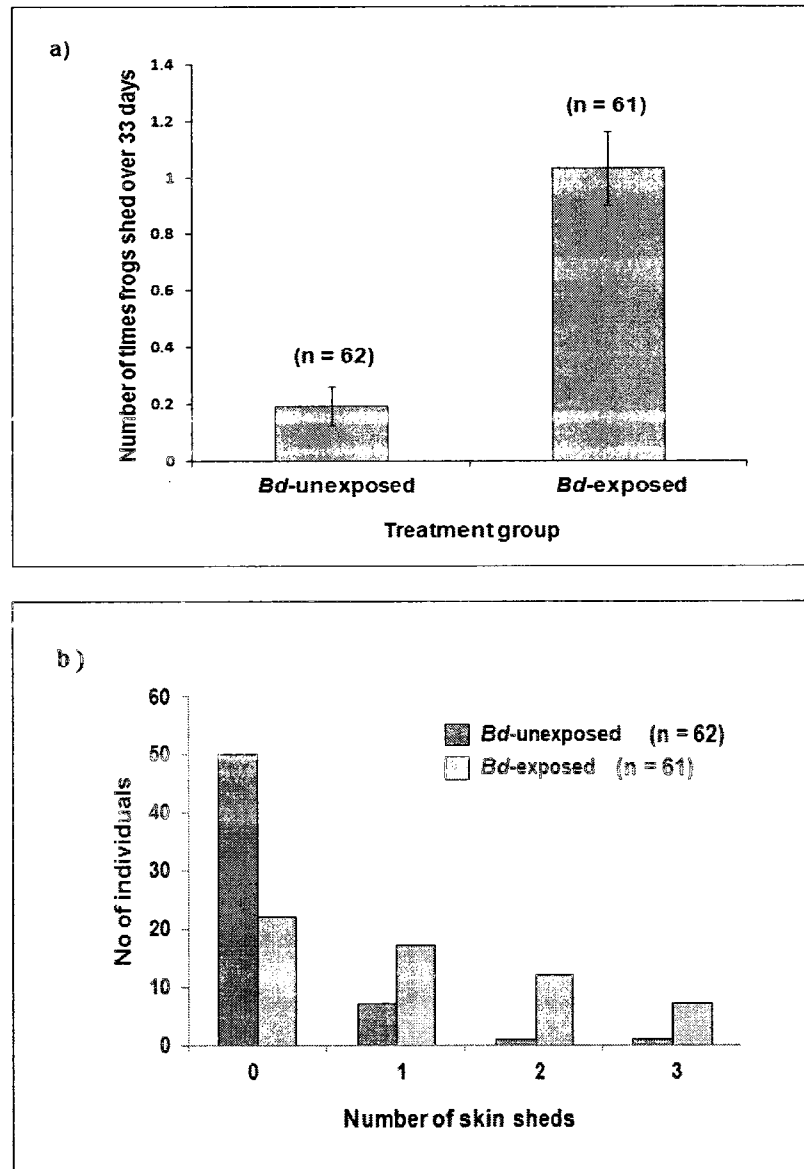 a)
Number of times frogs shed over 33 days
1.4
1.2
1
0.8
0.6
0.4
0.2
0
(n = 62)
(n = 61)
Bd-unexposed
Bd-exposed
Treatment group
b)
No of individuals
60
50
40
30
20
10
0
Bd-unexposed (n = 62)
Bd-exposed (n = 61)
0
1
2
3
Number of skin sheds